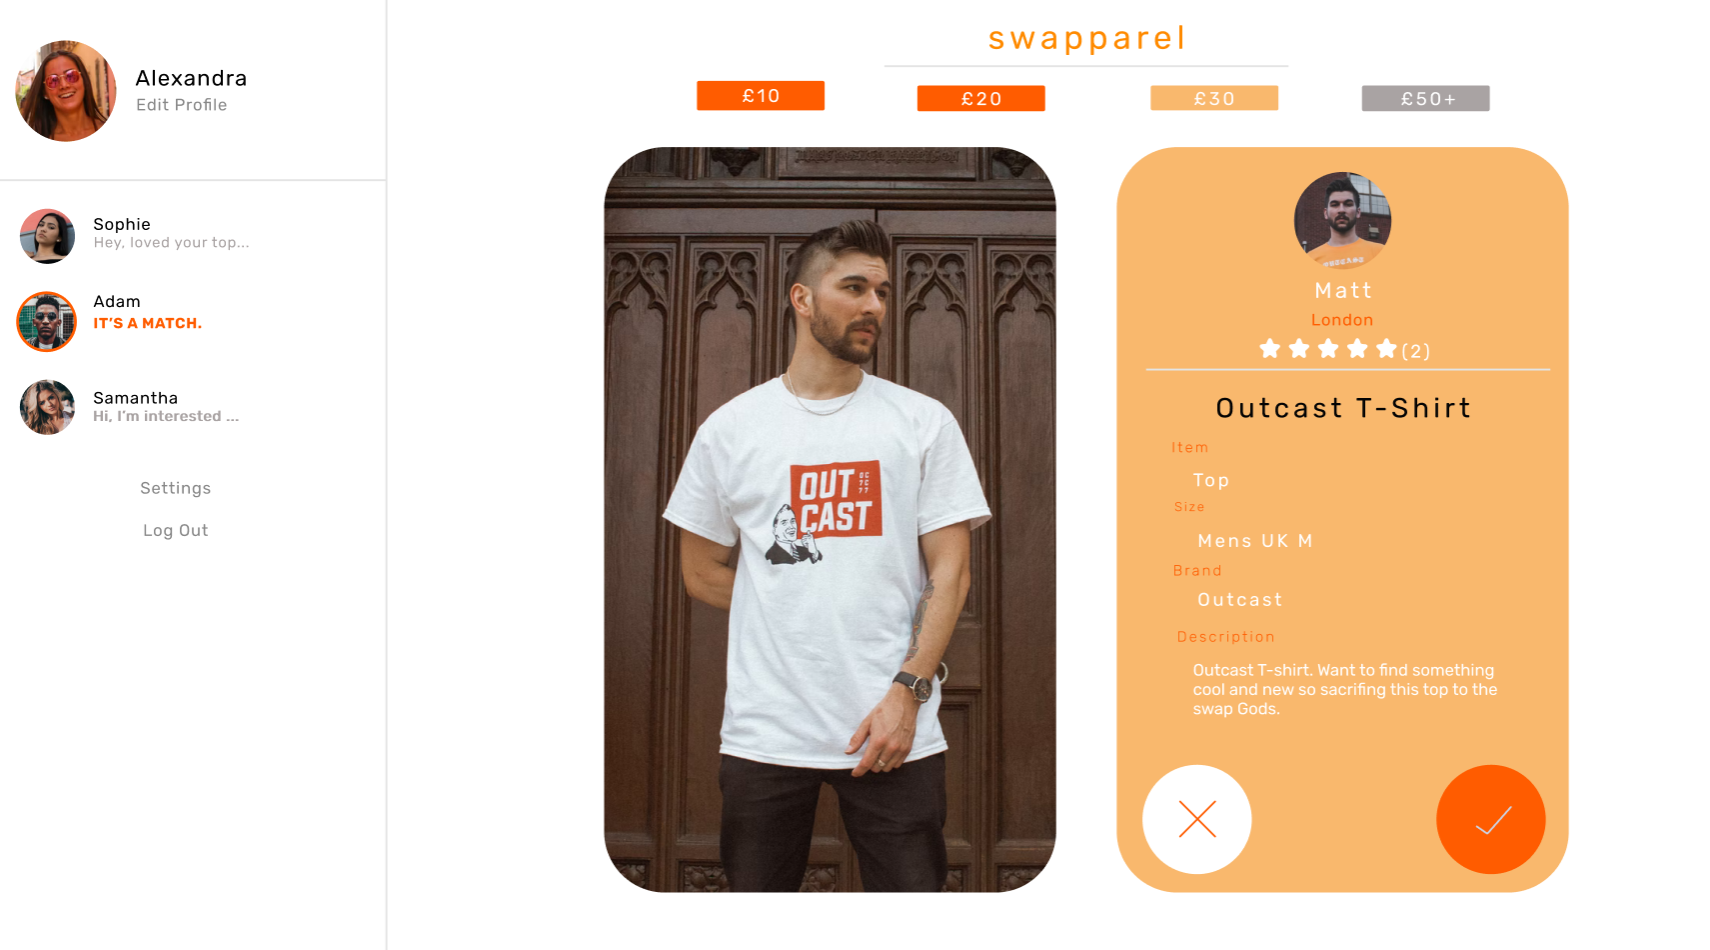 swapparel
£10
£20
£30
£50+
Alexandra
Edit Profile
Sophie
Hey, loved your top...
Adam
IT'S A MATCH.
Samantha
Hi, I'm interested ...
Settings
Log Out
OUT
CAST
Matt
London
(2)
Outcast T-Shirt
Item
Top
Size
Mens UK M
Brand
Outcast
Description
Outcast T-shirt. Want to find something
cool and new so sacrifing this top to the
swap Gods.